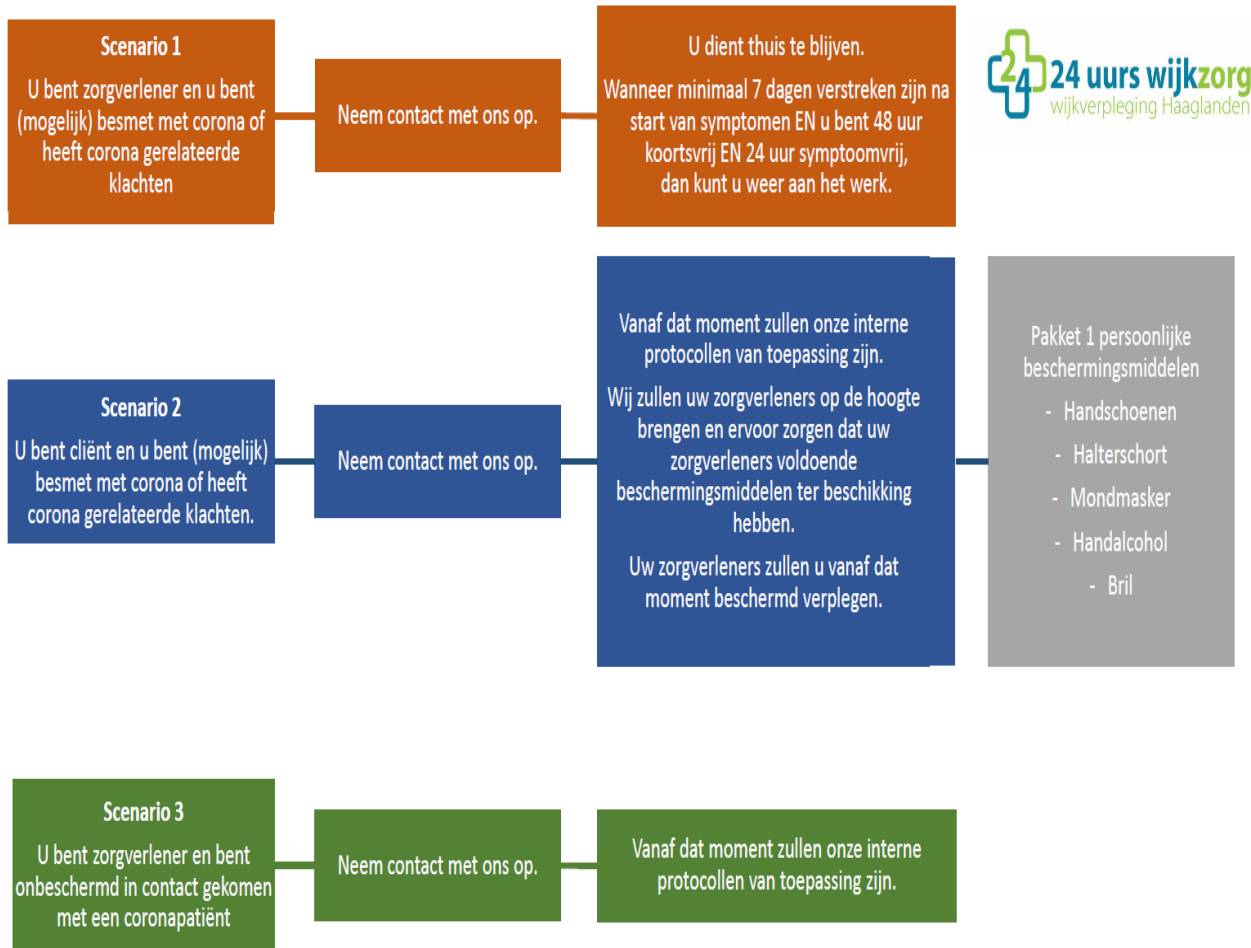 Scenario 1
U bent zorgverlener en u bent
(mogelijk) besmet met corona of
heeft corona gerelateerde
klachten
Neem contact met ons op.
U dient thuis te blijven.
Wanneer minimaal 7 dagen verstreken zijn na
start van symptomen EN u bent 48 uur
koortsvrij EN 24 uur symptoomvrij,
dan kunt u weer aan het werk.
24
24 uurs wijkzorg
wijkverpleging Haaglanden
Scenario 2
U bent cliënt en u bent (mogelijk)
besmet met corona of heeft
corona gerelateerde klachten.
Neem contact met ons op.
Vanaf dat moment zullen onze interne
protocollen van toepassing zijn.
Wij zullen uw zorgverleners op de hoogte
brengen en ervoor zorgen dat uw
zorgverleners voldoende
beschermingsmiddelen ter beschikking
hebben.
Uw zorgverleners zullen u vanaf dat
moment beschermd verplegen.
Pakket 1 persoonlijke
beschermingsmiddelen
- Handschoenen
- Halterschort
- Mondmasker
- Handalcohol
- Bril
Scenario 3
U bent zorgverlener en bent
onbeschermd in contact gekomen
met een coronapatiënt
Neem contact met ons op.
Vanaf dat moment zullen onze interne
protocollen van toepassing zijn.